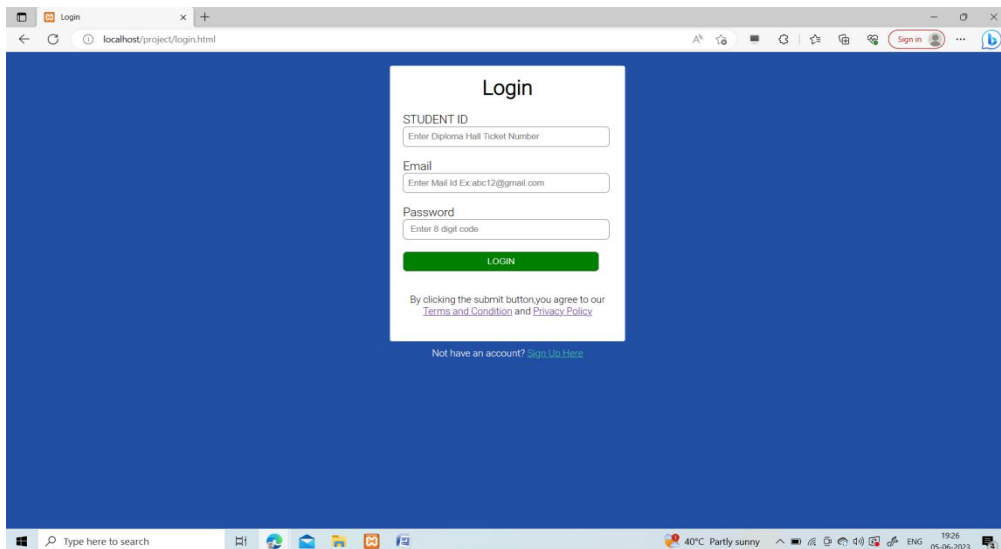 Login
localhost/project/login.html
Sign in
Login
STUDENT ID
Enter Diploma Hall Ticket Number
Email
Enter Mail Id Ex:abc12@gmail.com
Password
Enter 8 digit code
LOGIN
By clicking the submit button,you agree to our
Terms and Condition and Privacy Policy
Not have an account? Sign Up Here
Type here to search
40°C Partly sunny
ENG
19:26
05-06-2023